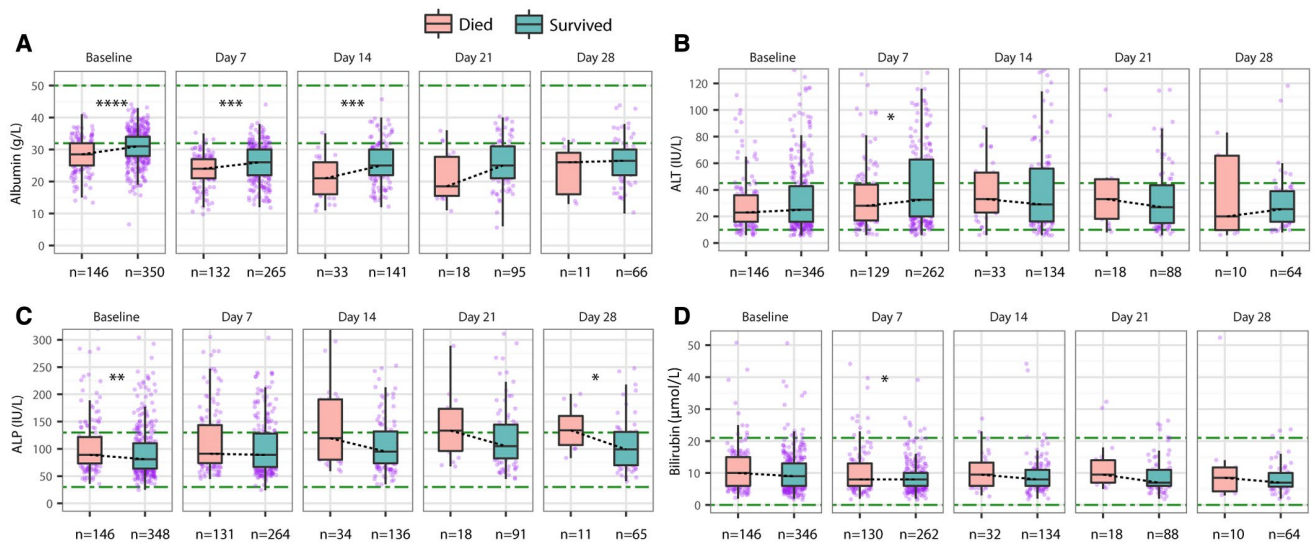 Died Survived
A
Baseline Day 7 Day 14 Day 21 Day 28
Albumin (g/L)
50
40
30
20
10
0
**** *** ***
n=146 n=350 n=132 n=265 n=33 n=141 n=18 n=95 n=11 n=66
B
Baseline Day 7 Day 14 Day 21 Day 28
ALT (IU/L)
120
100
80
60
40
20
0
*
n=146 n=346 n=129 n=262 n=33 n=134 n=18 n=88 n=10 n=64
C
Baseline Day 7 Day 14 Day 21 Day 28
ALP (IU/L)
300
250
200
150
100
50
0
** *
n=146 n=348 n=131 n=264 n=34 n=136 n=18 n=91 n=11 n=65
D
Baseline Day 7 Day 14 Day 21 Day 28
Bilirubin (μmol/L)
50
40
30
20
10
0
*
n=146 n=346 n=130 n=262 n=32 n=134 n=18 n=88 n=10 n=64